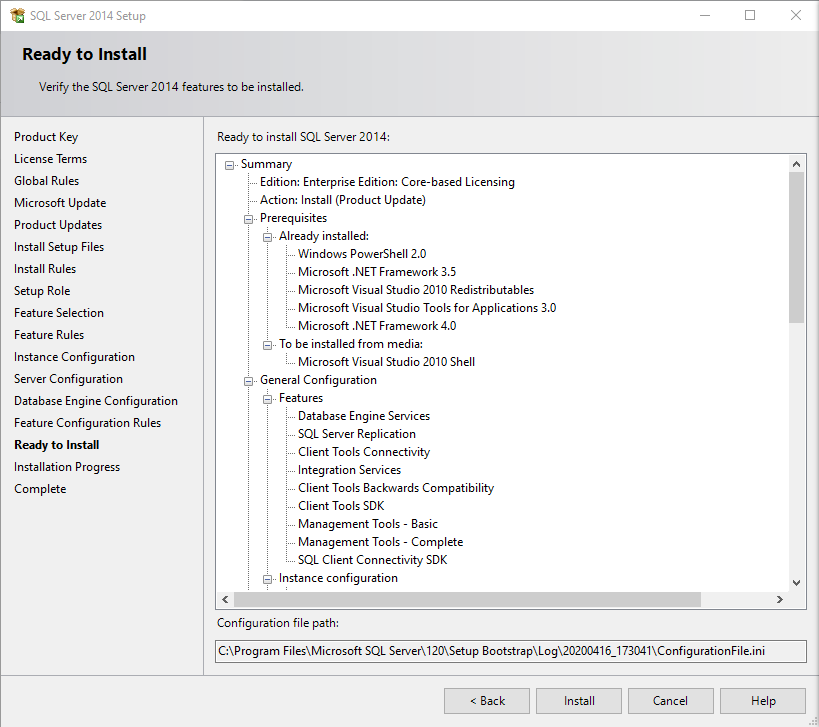 SQL Server 2014 Setup
Ready to Install
Verify the SQL Server 2014 features to be installed.
Product Key
License Terms
Global Rules
Microsoft Update
Product Updates
Install Setup Files
Install Rules
Setup Role
Feature Selection
Feature Rules
Instance Configuration
Server Configuration
Database Engine Configuration
Feature Configuration Rules
Ready to Install
Installation Progress
Complete
Ready to install SQL Server 2014:
Summary
Edition: Enterprise Edition: Core-based Licensing
Action: Install (Product Update)
Prerequisites
Already installed:
Windows PowerShell 2.0
Microsoft .NET Framework 3.5
Microsoft Visual Studio 2010 Redistributables
Microsoft Visual Studio Tools for Applications 3.0
Microsoft .NET Framework 4.0
To be installed from media:
Microsoft Visual Studio 2010 Shell
General Configuration
Features
Database Engine Services
SQL Server Replication
Client Tools Connectivity
Integration Services
Client Tools Backwards Compatibility
Client Tools SDK
Management Tools - Basic
Management Tools - Complete
SQL Client Connectivity SDK
Instance configuration
Configuration file path:
C:\Program Files\Microsoft SQL Server\120\Setup Bootstrap\Log\20200416_173041\ConfigurationFile.ini
< Back
Install
Cancel
Help